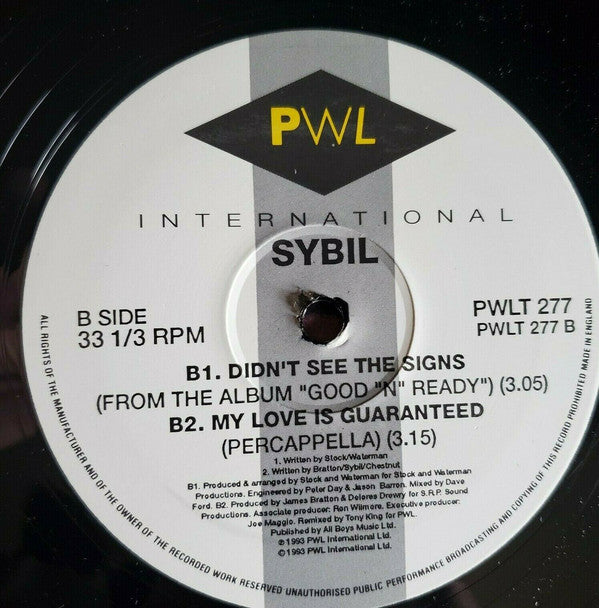 PWL
INTERNATIONAL
SYBIL
B SIDE
33 1/3 RPM
PWLT 277
PWLT 277 B
B1. DIDN'T SEE THE SIGNS
(FROM THE ALBUM "GOOD "N" READY") (3.05)
B2. MY LOVE IS GUARANTEED
(PERCAPPELLA) (3.15)
1. Written by Stock/Waterman
2. Written by Bratton/Sybil/Chestnut
B1. Produced & arranged by Stock and Waterman for Stock and Waterman
Productions. Engineered by Peter Day & Jason Barron. Mixed by Dave
Ford. B2. Produced by James Bratton & Delores Drewry for S.R.P. Sound
Productions. Associate producer: Ron Wilmore. Executive producer:
Joe Maggio. Remixed by Tony King for PWL.
Published by All Boys Music Ltd.
℗ 1993 PWL International Ltd.
© 1993 PWL International Ltd.
ALL RIGHTS OF THE MANUFACTURER AND OF THE OWNER OF THE RECORDED WORK RESERVED UNAUTHORISED PUBLIC PERFORMANCE BROADCASTING AND COPYING OF THIS RECORD PROHIBITED MADE IN ENGLAND